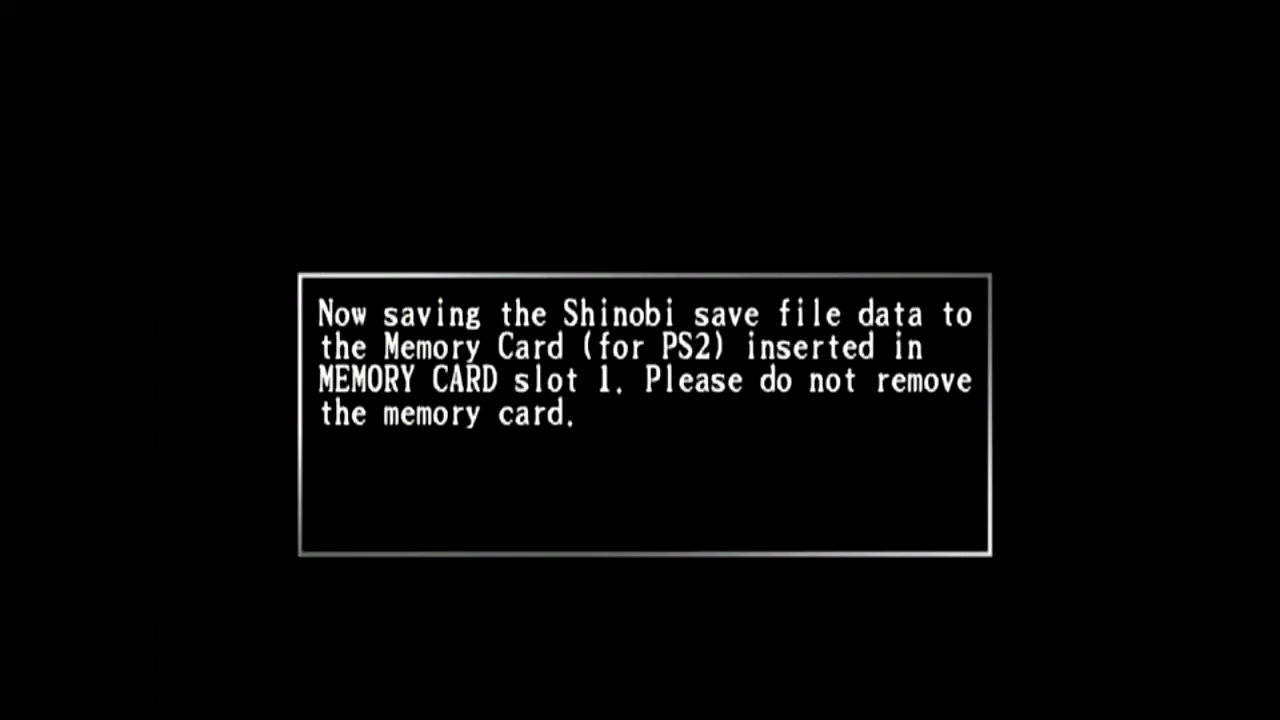 Now saving the Shinobi save file data to
the Memory Card (for PS2) inserted in
MEMORY CARD slot 1. Please do not remove
the memory card.